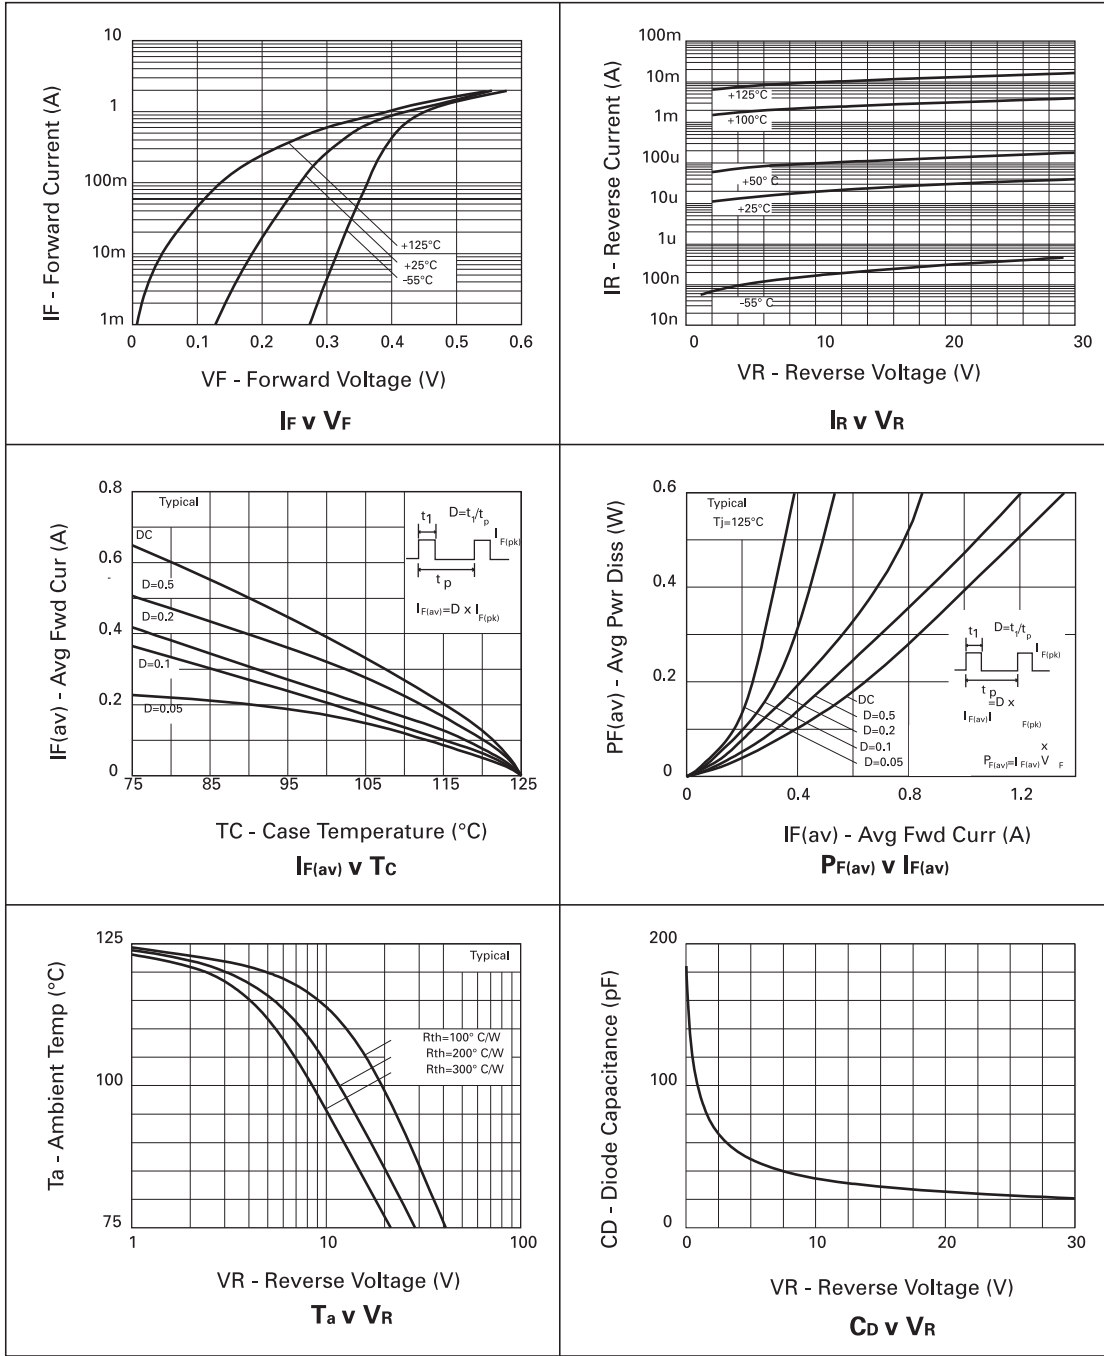 10
1
100m
10m
1m
0 0.1 0.2 0.3 0.4 0.5 0.6
IF - Forward Current (A)
+125°C
+25°C
-55°C
VF - Forward Voltage (V)
IF v VF
100m
10m
1m
100u
10u
1u
100n
10n
0 10 20 30
IR - Reverse Current (A)
+125°C
+100°C
+50° C
+25°C
-55° C
VR - Reverse Voltage (V)
IR v VR
0.8
0.6
0.4
0.2
0
75 85 95 105 115 125
IF(av) - Avg Fwd Cur (A)
Typical
DC
D=0.5
D=0.2
D=0.1
D=0.05
t1 D=t1/tp
IF(pk)
tp
IF(av)=D x IF(pk)
TC - Case Temperature (°C)
IF(av) v TC
0.6
0.4
0.2
0
0 0.4 0.8 1.2
PF(av) - Avg Pwr Diss (W)
Typical
Tj=125°C
DC
D=0.5
D=0.2
D=0.1
D=0.05
t1 D=t1/tp
IF(pk)
tp
=D x
IF(av)I F(pk)
x
PF(av)=IF(av)V F
IF(av) - Avg Fwd Curr (A)
PF(av) v IF(av)
125
100
75
1 10 100
Ta - Ambient Temp (°C)
Typical
Rth=100° C/W
Rth=200° C/W
Rth=300° C/W
VR - Reverse Voltage (V)
Ta v VR
200
100
0
0 10 20 30
CD - Diode Capacitance (pF)
VR - Reverse Voltage (V)
CD v VR